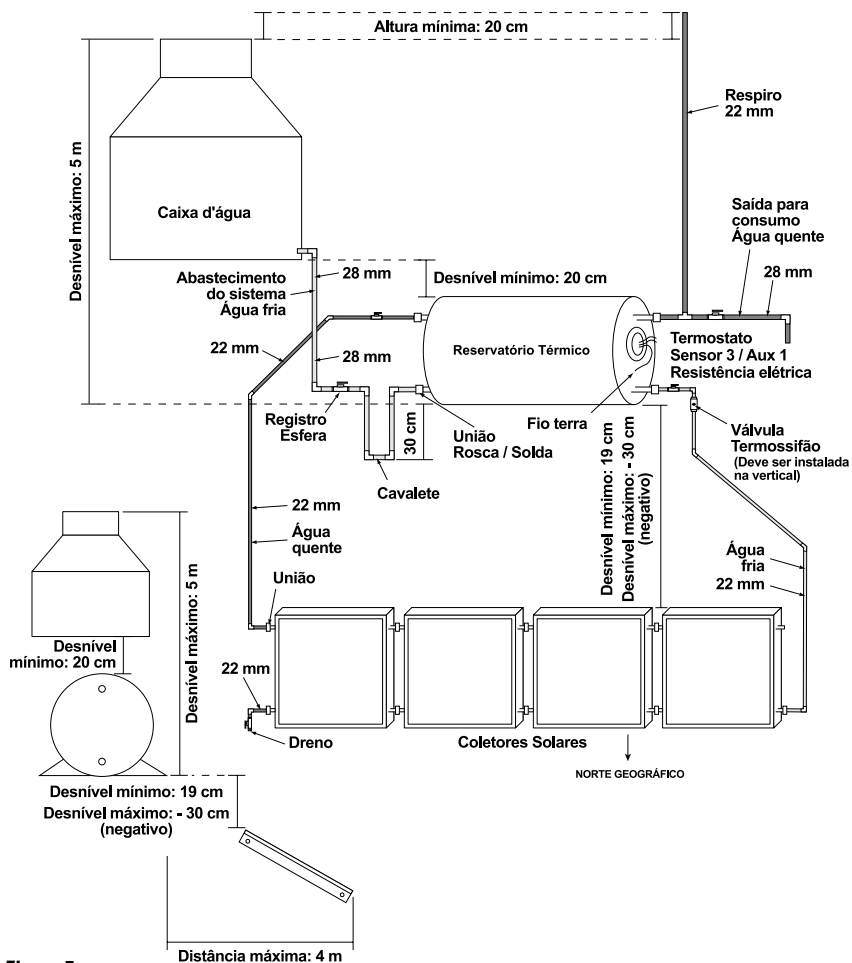 Altura mínima: 20 cm
Respiro
22 mm
Desnível máximo: 5 m
Caixa d'água
Saída para
consumo
Água quente
28 mm
Abastecimento
do sistema
Água fria
28 mm
Desnível mínimo: 20 cm
22 mm
28 mm
Reservatório Térmico
Termostato
Sensor 3 / Aux 1
Resistência elétrica
Registro
Esfera
30 cm
União
Rosca / Solda
Fio terra
Válvula
Termossifão
(Deve ser instalada
na vertical)
Cavalete
Desnível mínimo: 19 cm
Desnível máximo: - 30 cm
(negativo)
22 mm
Água
quente
Água
fria
22 mm
União
Desnível máximo: 5 m
Desnível
mínimo: 20 cm
22 mm
Dreno
Coletores Solares
NORTE GEOGRÁFICO
Desnível mínimo: 19 cm
Desnível máximo: - 30 cm
(negativo)
Distância máxima: 4 m